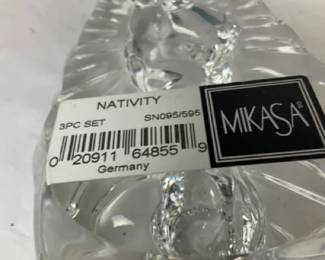 NATIVITY
3PC SET SN095/595
0 20911 64855 9
Germany
MIKASA®